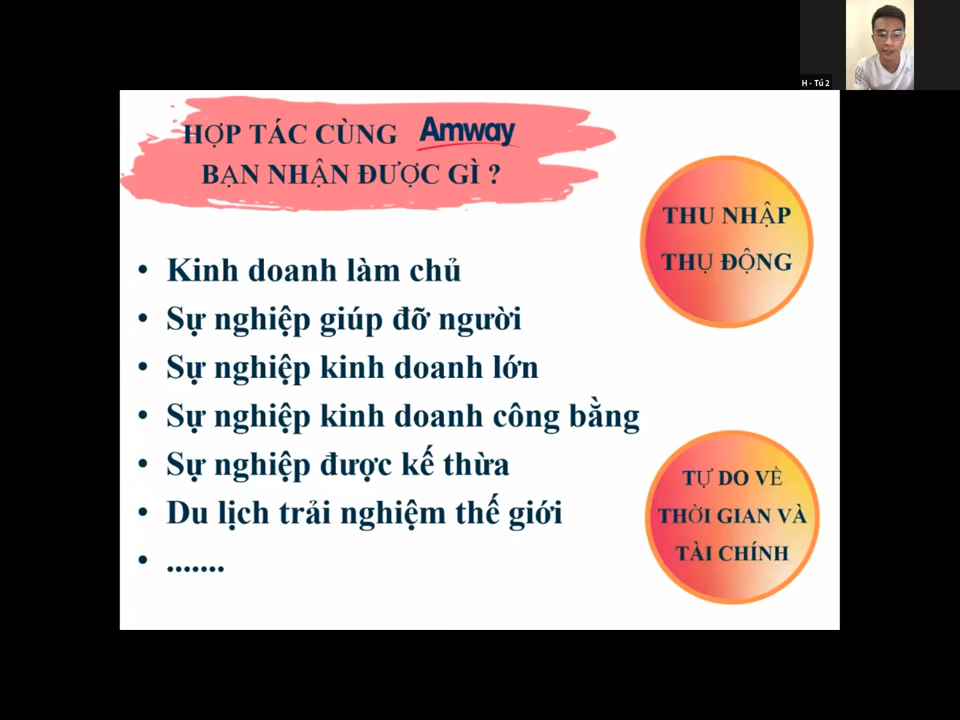 H - Tú 2
HỢP TÁC CÙNG Amway
BẠN NHẬN ĐƯỢC GÌ ?
THU NHẬP
THỤ ĐỘNG
• Kinh doanh làm chủ
• Sự nghiệp giúp đỡ người
• Sự nghiệp kinh doanh lớn
• Sự nghiệp kinh doanh công bằng
• Sự nghiệp được kế thừa
• Du lịch trải nghiệm thế giới
• .......
TỰ DO VỀ
THỜI GIAN VÀ
TÀI CHÍNH